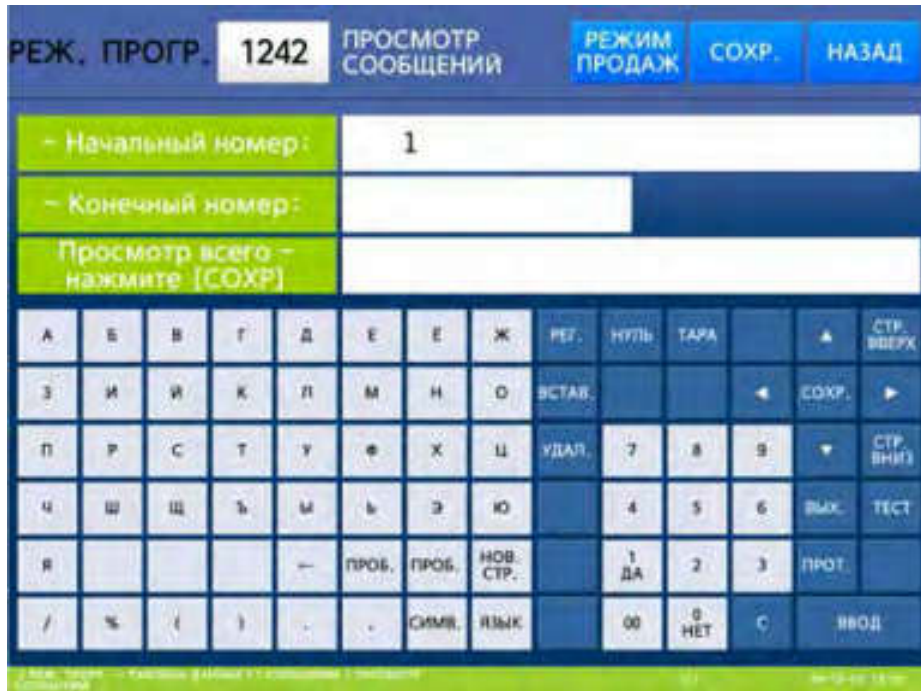 РЕЖ. ПРОГР. 1242 ПРОСМОТР СООБЩЕНИЙ РЕЖИМ ПРОДАЖ СОХР. НАЗАД
- Начальный номер: 1
- Конечный номер:
Просмотр всего -
нажмите [СОХР]
А Б В Г Д Е Ё Ж РЕГ. НУЛЬ ТАРА ▲ СТР. ВВЕРХ
З И Й К Л М Н О ВСТАВ. ◄ СОХР. ►
П Р С Т У Ф Х Ц УДАЛ. 7 8 9 ▼ СТР. ВНИЗ
Ч Ш Щ Ъ Ы Ь Э Ю 4 5 6 ВЫХ. ТЕСТ
Я ← ПРОБ. ПРОБ. НОВ. СТР. 1 ДА 2 3 ПРОТ.
/ % ( ) . , СИМВ. ЯЗЫК 00 0 НЕТ C ВВОД